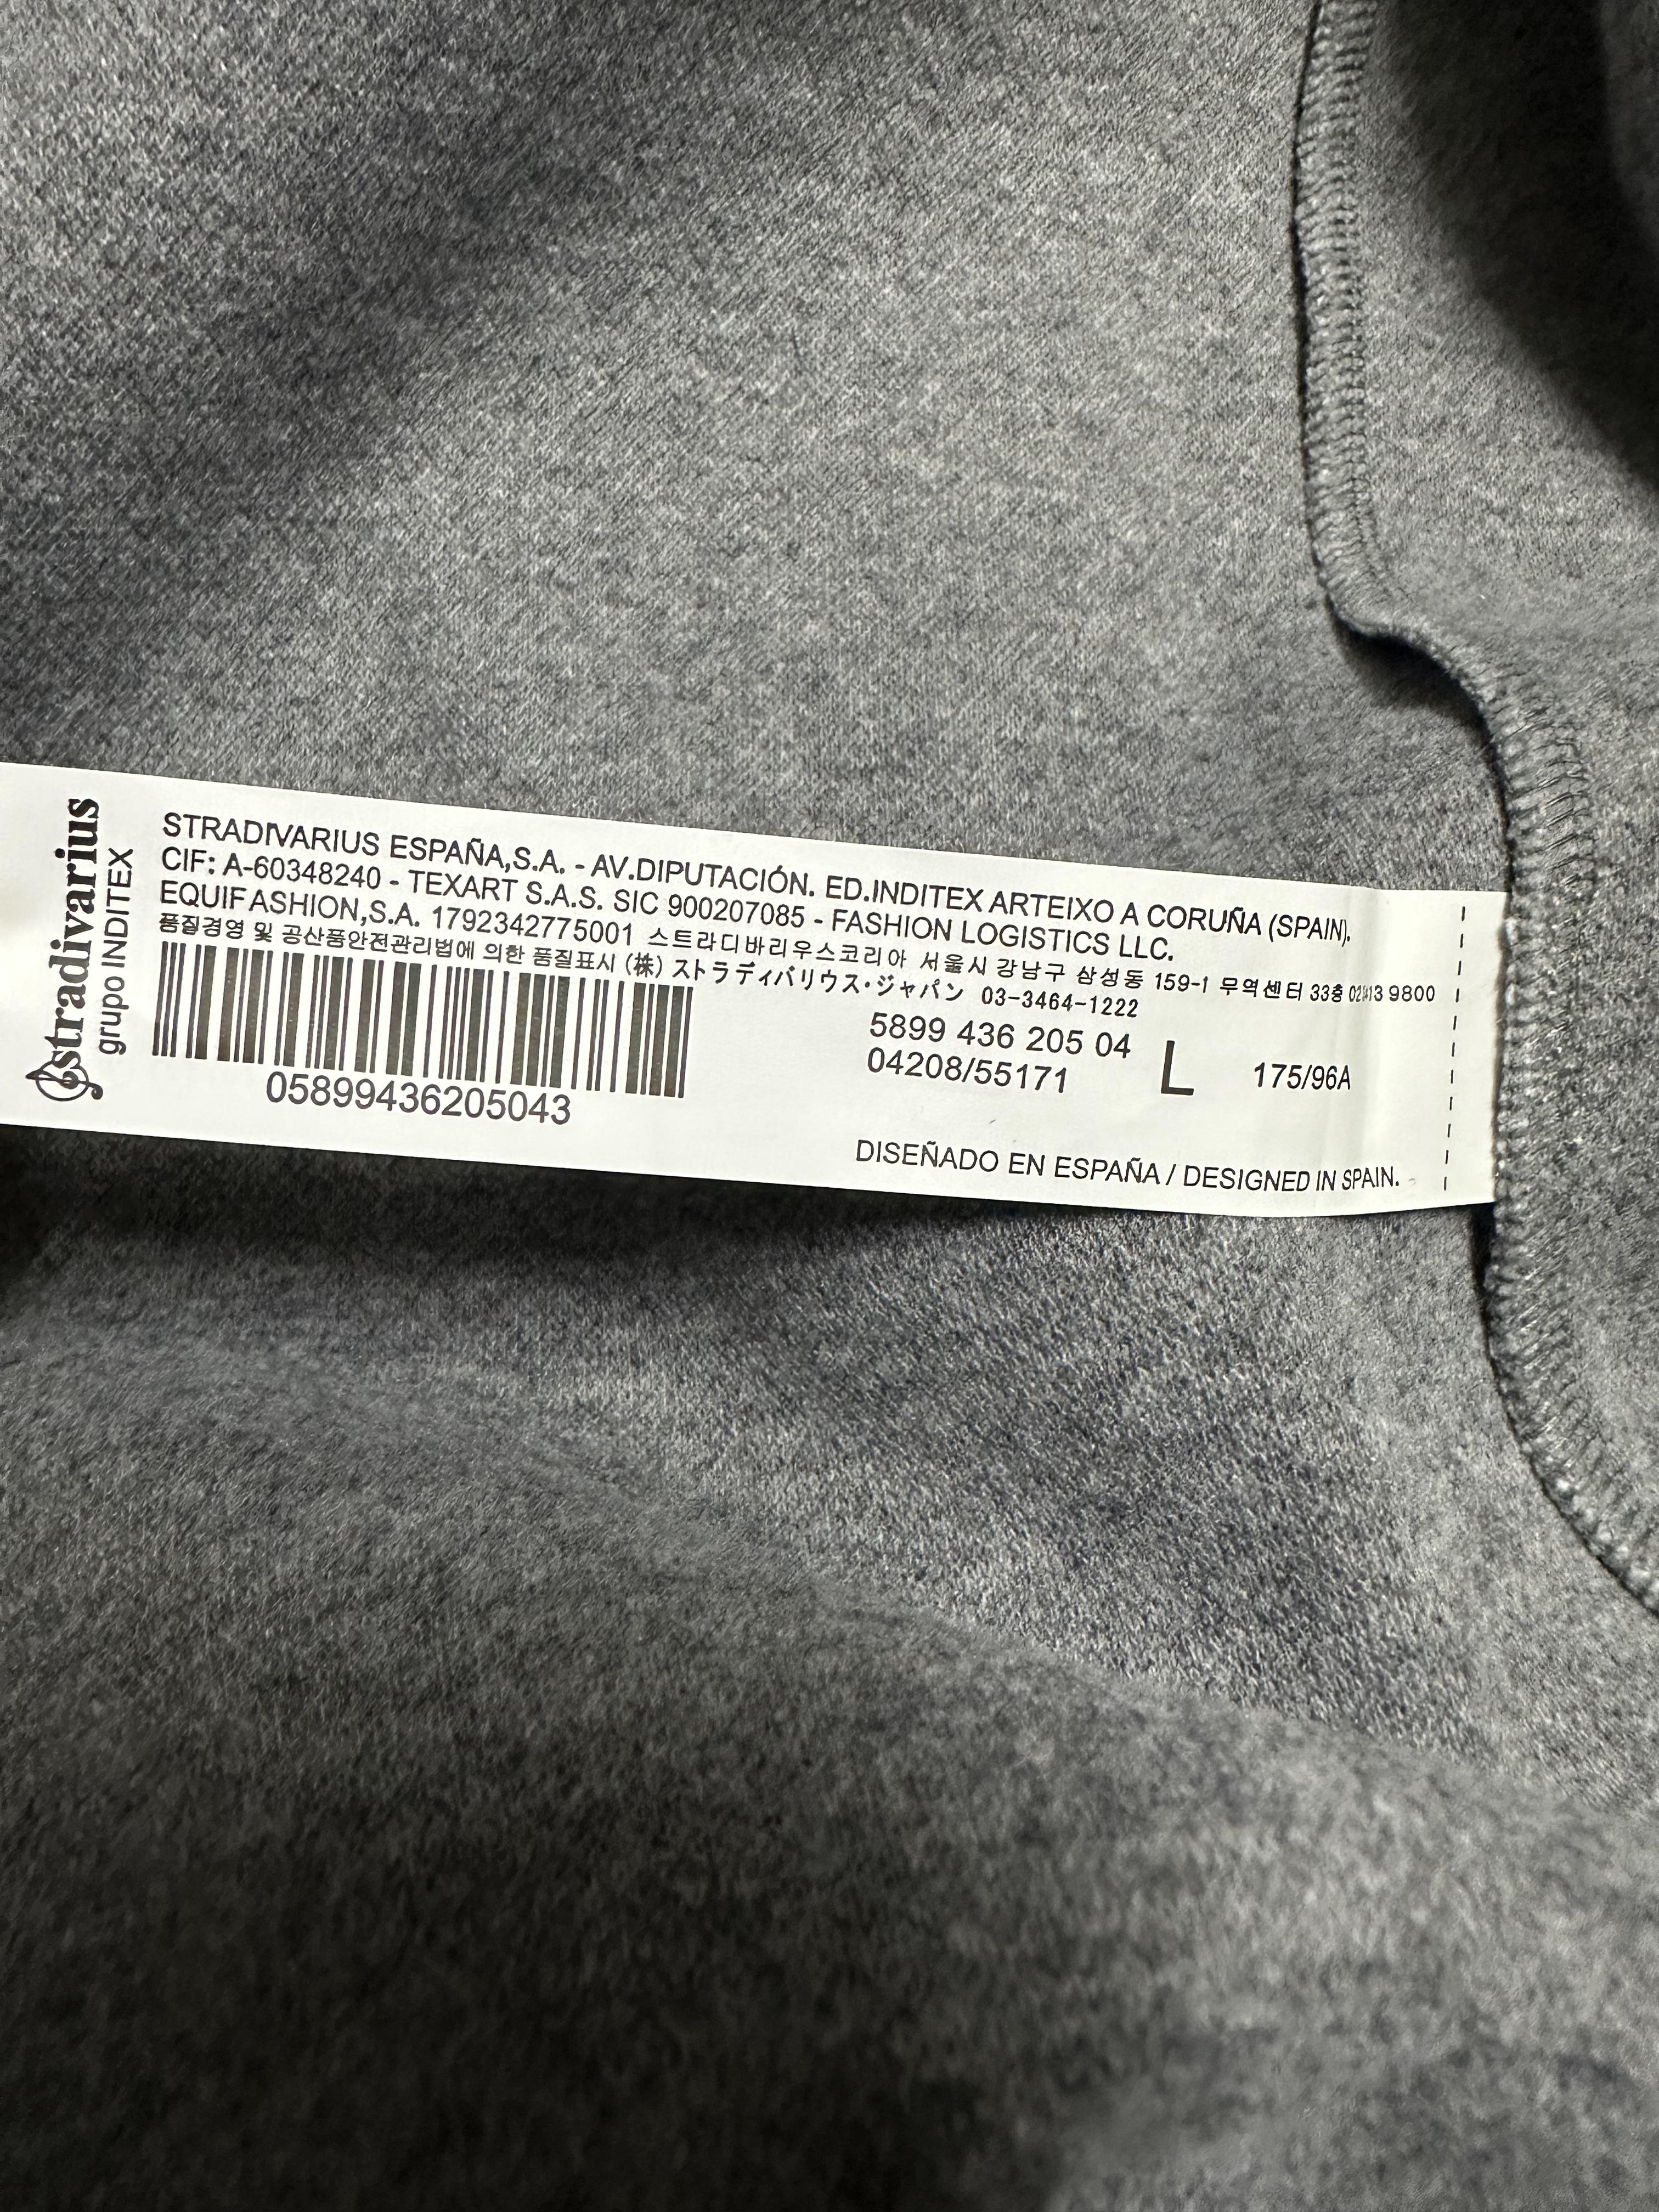 stradivarius
grupo INDITEX
STRADIVARIUS ESPAÑA,S.A. - AV.DIPUTACIÓN. ED.INDITEX ARTEIXO A CORUÑA (SPAIN).
CIF: A-60348240 - TEXART S.A.S. SIC 900207085 - FASHION LOGISTICS LLC.
EQUIFASHION,S.A. 1792342775001 스트라디바리우스코리아 서울시 강남구 삼성동 159-1 무역센터 33층 9800
품질경영 및 공산품안전관리법에 의한 품질표시 (株) ストラディバリウス・ジャパン 03-3464-1222
05899436205043
5899 436 205 04
04208/55171
L
175/96A
DISEÑADO EN ESPAÑA / DESIGNED IN SPAIN.